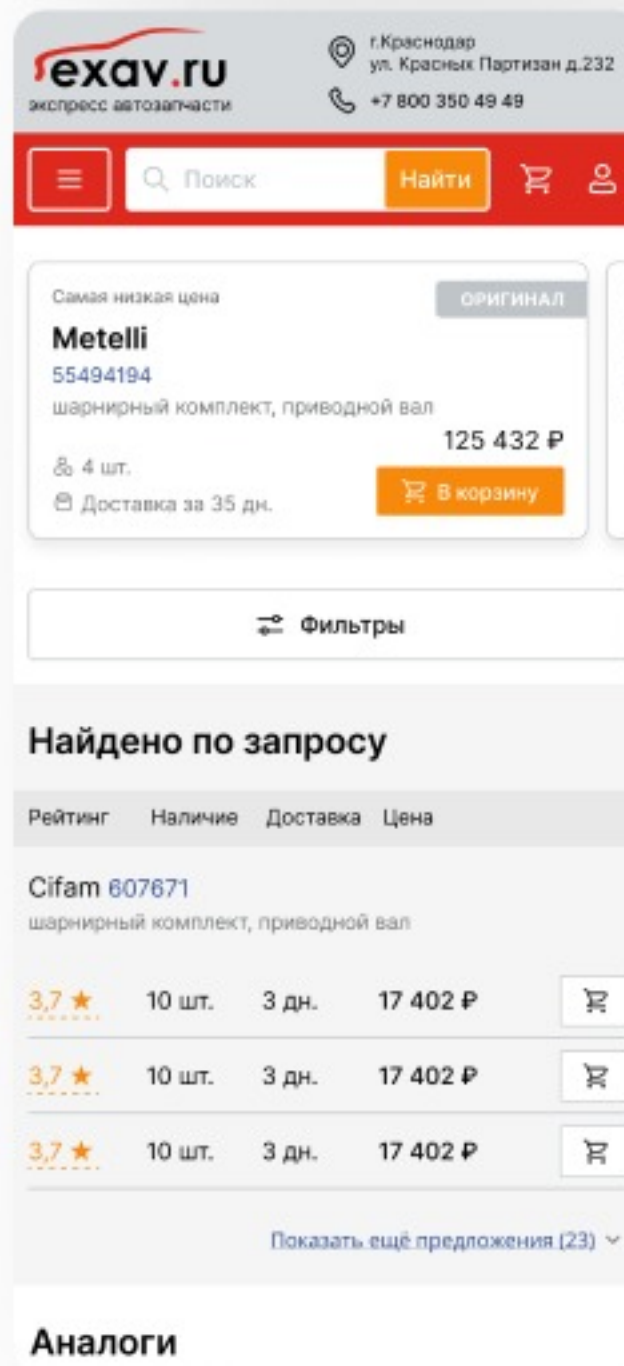 exav.ru
экспресс автозапчасти
г.Краснодар
ул. Красных Партизан д.232
+7 800 350 49 49
Поиск
Найти
Самая низкая цена
ОРИГИНАЛ
Metelli
55494194
шарнирный комплект, приводной вал
125 432 ₽
4 шт.
Доставка за 35 дн.
В корзину
Фильтры
Найдено по запросу
Рейтинг Наличие Доставка Цена
Cifam 607671
шарнирный комплект, приводной вал
3,7 ★ 10 шт. 3 дн. 17 402 ₽
3,7 ★ 10 шт. 3 дн. 17 402 ₽
3,7 ★ 10 шт. 3 дн. 17 402 ₽
Показать ещё предложения (23)
Аналоги